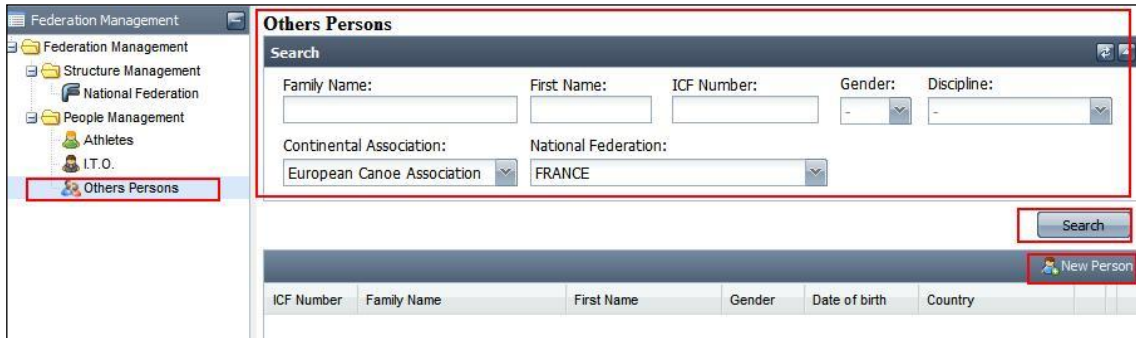 Federation Management
Federation Management
Structure Management
National Federation
People Management
Athletes
I.T.O.
Others Persons
Others Persons
Search
Family Name: First Name: ICF Number: Gender: Discipline:
- -
Continental Association: National Federation:
European Canoe Association FRANCE
Search
New Person
ICF Number Family Name First Name Gender Date of birth Country